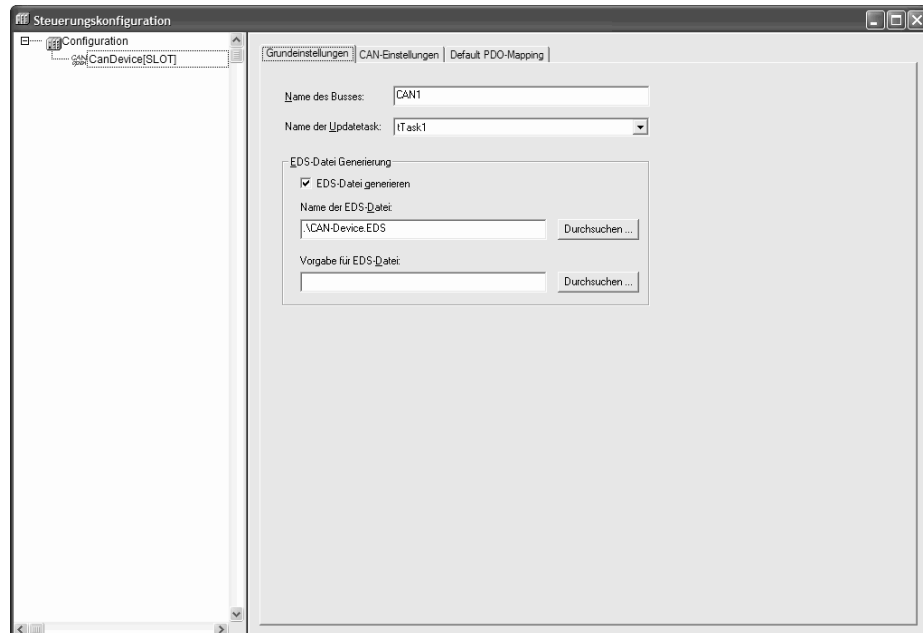 Steuerungskonfiguration
Configuration
CanDevice[SLOT]
Grundeinstellungen CAN-Einstellungen Default PDO-Mapping
Name des Busses: CAN1
Name der Updatetask: tTask1
EDS-Datei Generierung
EDS-Datei generieren
Name der EDS-Datei:
.\CAN-Device.EDS Durchsuchen ...
Vorgabe für EDS-Datei:
Durchsuchen ...